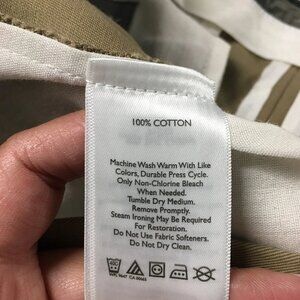 100% COTTON
Machine Wash Warm With Like
Colors, Durable Press Cycle.
Only Non-Chlorine Bleach
When Needed.
Tumble Dry Medium.
Remove Promptly.
Steam Ironing May Be Required
For Restoration.
Do Not Use Fabric Softeners.
Do Not Dry Clean.